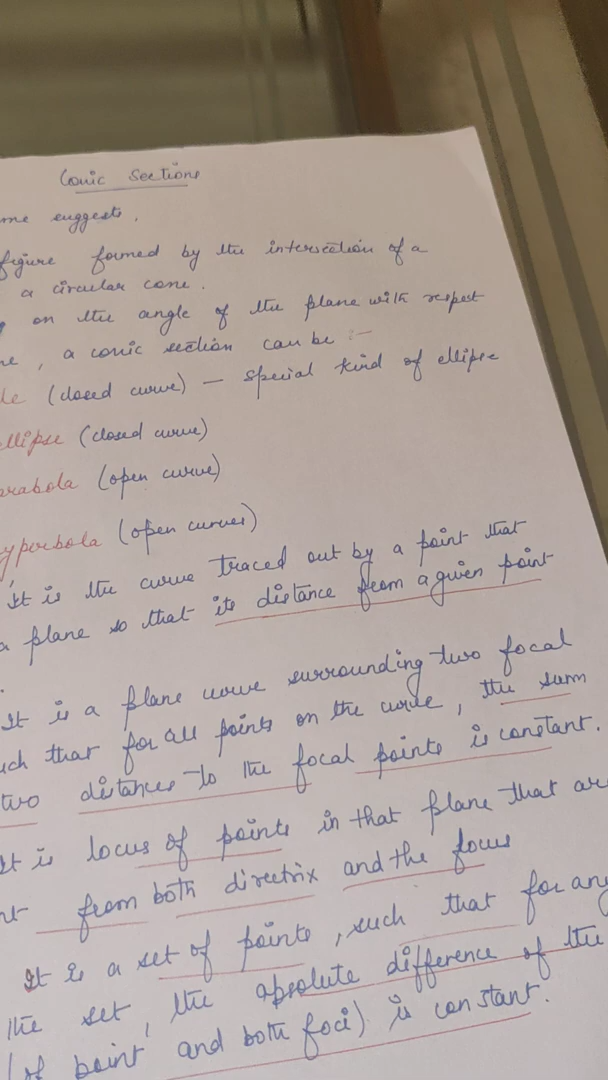 Conic Sections
me suggests.
figure formed by the intersection of a
a circular cone.
on the angle of the plane with respect
ne, a conic section can be :-
le (closed curve) — special kind of ellipse
ellipse (closed curve)
arabola (open curve)
yperbola (open curves)
It is the curve traced out by a point that
a plane so that its distance from a given point
It is a plane curve surrounding two focal
uch that for all points on the curve, the sum
two distances to the focal points is constant.
It is locus of points in that plane that are
nt from both directrix and the focus
It is a set of points, such that for any
the set, the absolute difference of the
(of point and both foci) is constant.